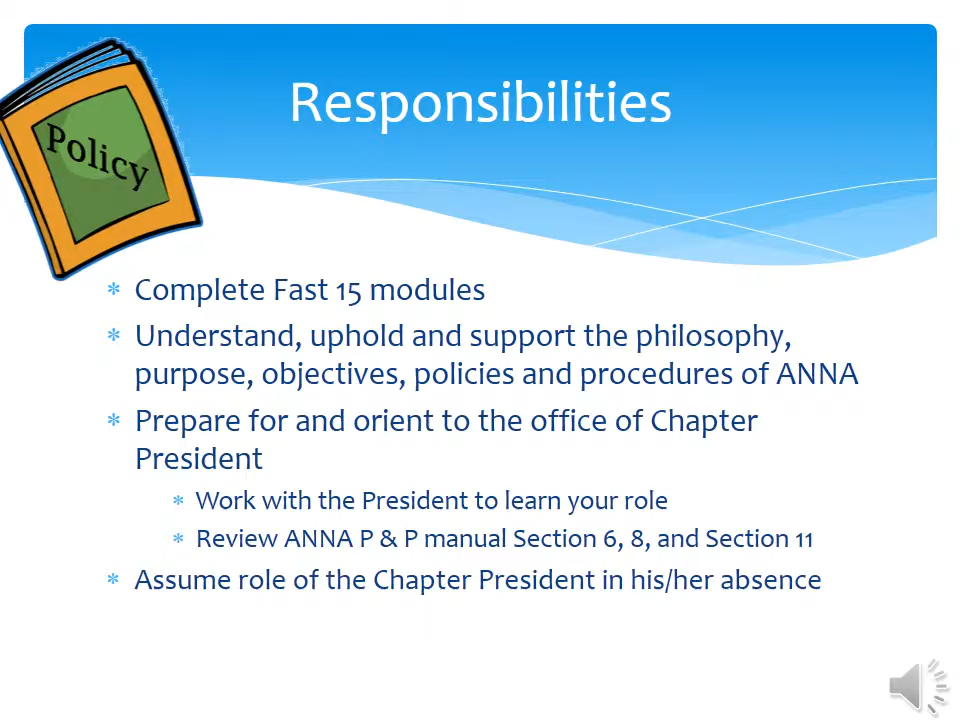 Responsibilities
Policy
Complete Fast 15 modules
Understand, uphold and support the philosophy,
purpose, objectives, policies and procedures of ANNA
Prepare for and orient to the office of Chapter
President
Work with the President to learn your role
Review ANNA P & P manual Section 6, 8, and Section 11
Assume role of the Chapter President in his/her absence